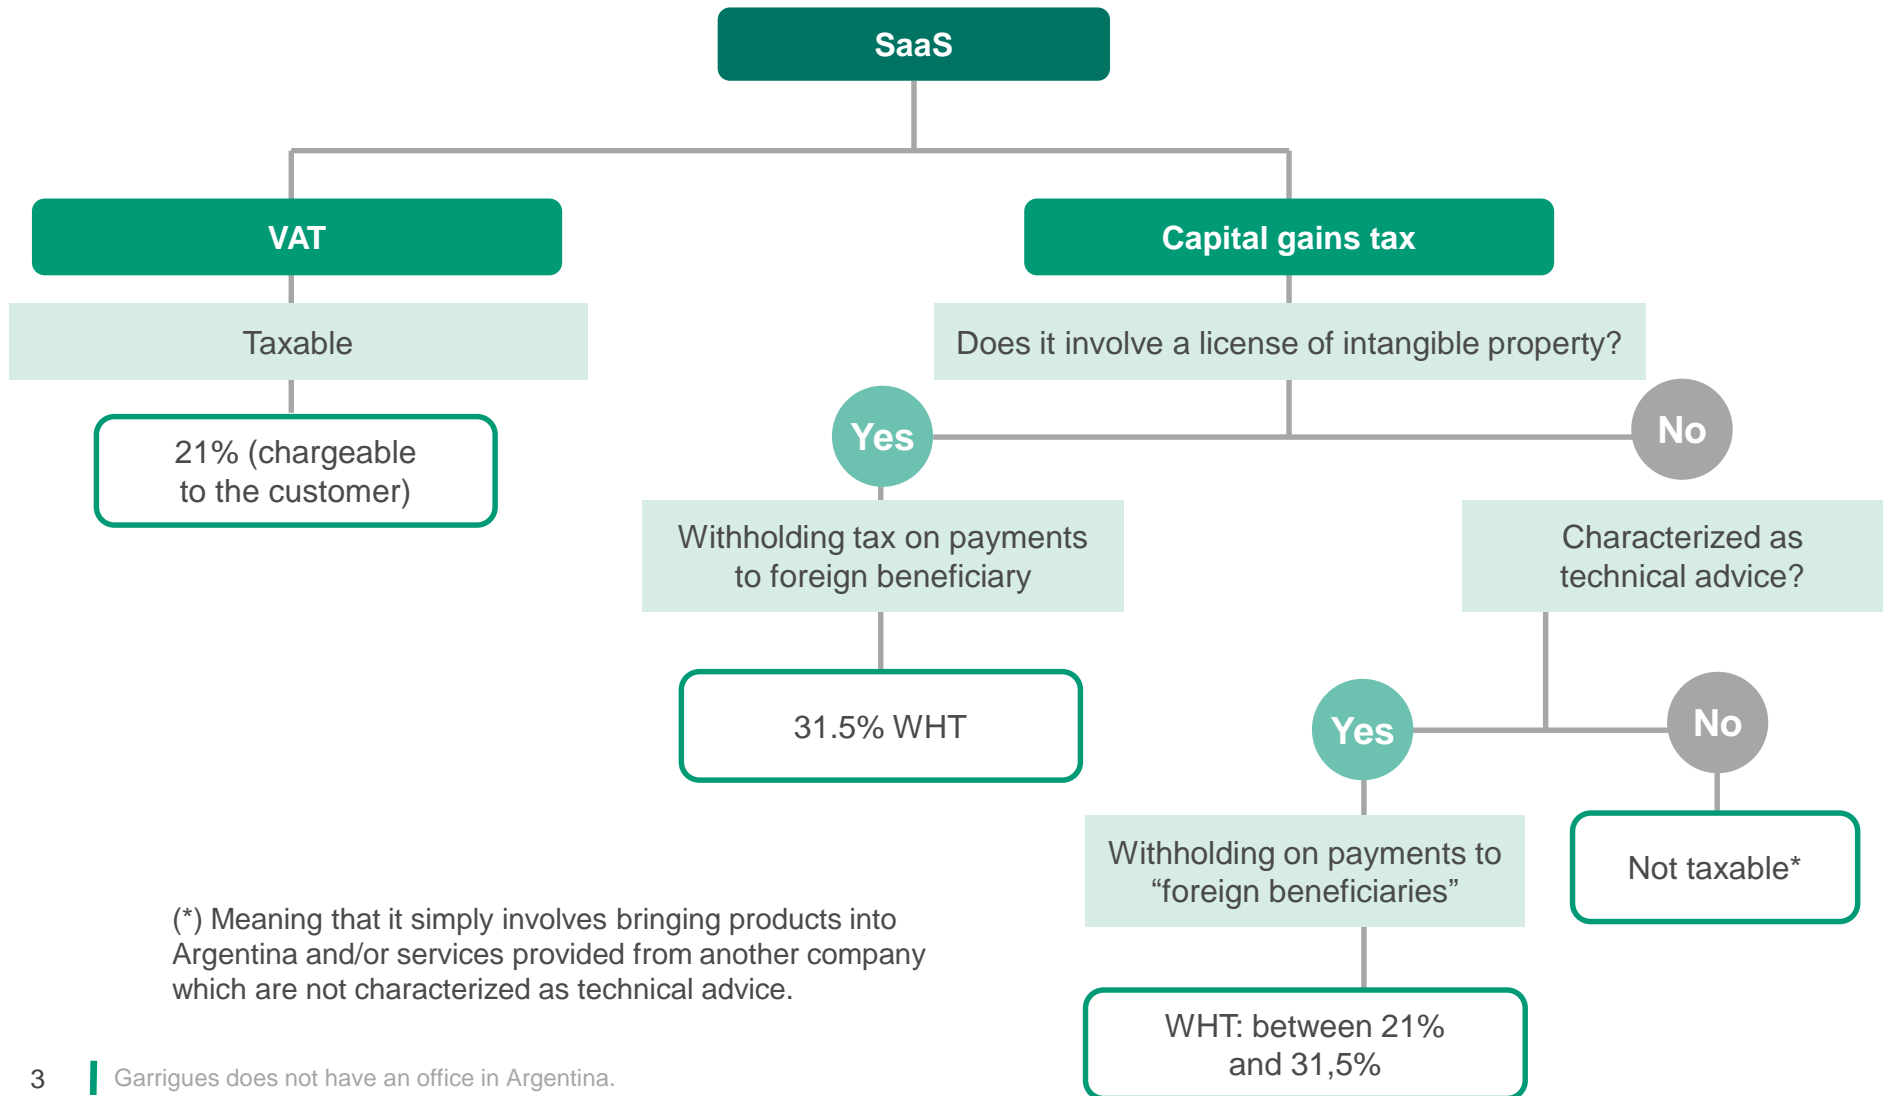 SaaS
VAT
Capital gains tax
Taxable
Does it involve a license of intangible property?
21% (chargeable
to the customer)
Yes
No
Withholding tax on payments
to foreign beneficiary
Characterized as
technical advice?
31.5% WHT
Yes
No
Withholding on payments to
“foreign beneficiaries”
Not taxable*
(*) Meaning that it simply involves bringing products into
Argentina and/or services provided from another company
which are not characterized as technical advice.
WHT: between 21%
and 31,5%
3
Garrigues does not have an office in Argentina.